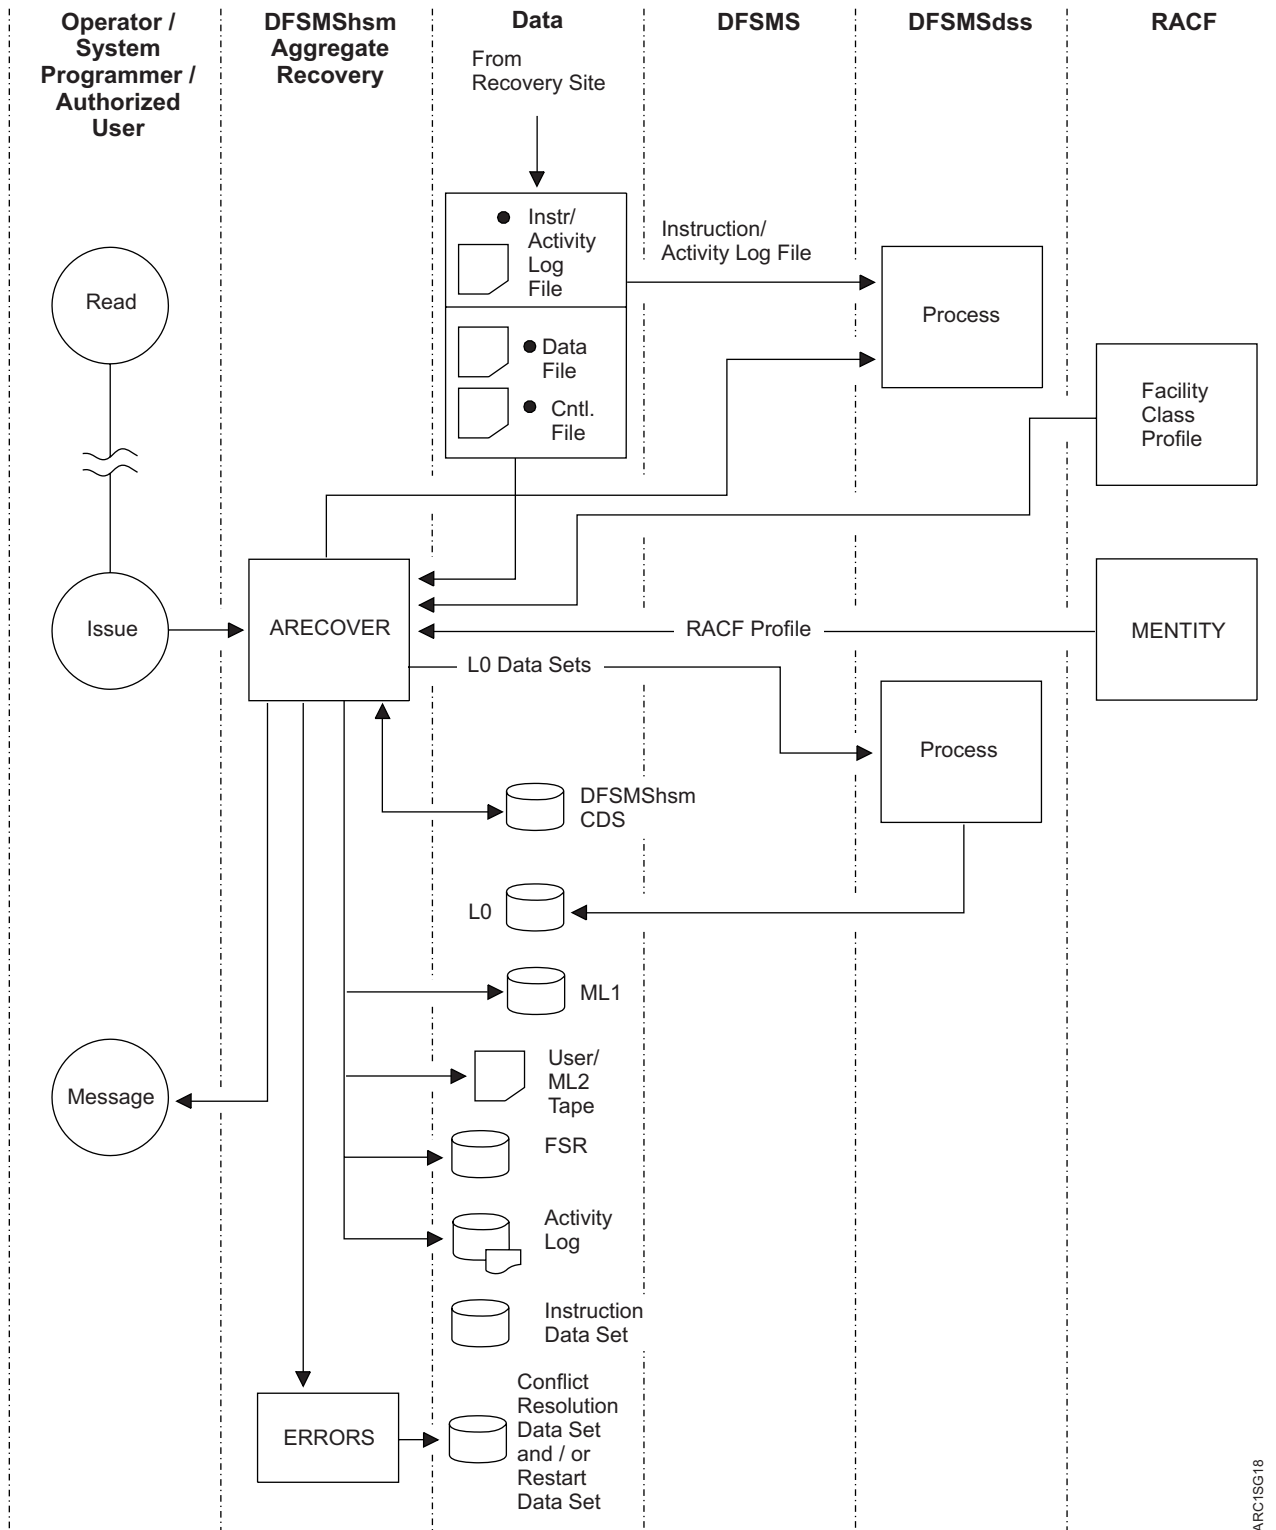 Operator /
System
Programmer /
Authorized
User
DFSMShsm
Aggregate
Recovery
Data
DFSMS
DFSMSdss
RACF
From
Recovery Site
Instr/
Activity
Log
File
Data
File
Cntl.
File
Instruction/
Activity Log File
Process
Facility
Class
Profile
Read
Issue
ARECOVER
RACF Profile
MENTITY
L0 Data Sets
Process
DFSMShsm
CDS
L0
ML1
User/
ML2
Tape
Message
FSR
Activity
Log
Instruction
Data Set
ERRORS
Conflict
Resolution
Data Set
and / or
Restart
Data Set
ARC1SG18